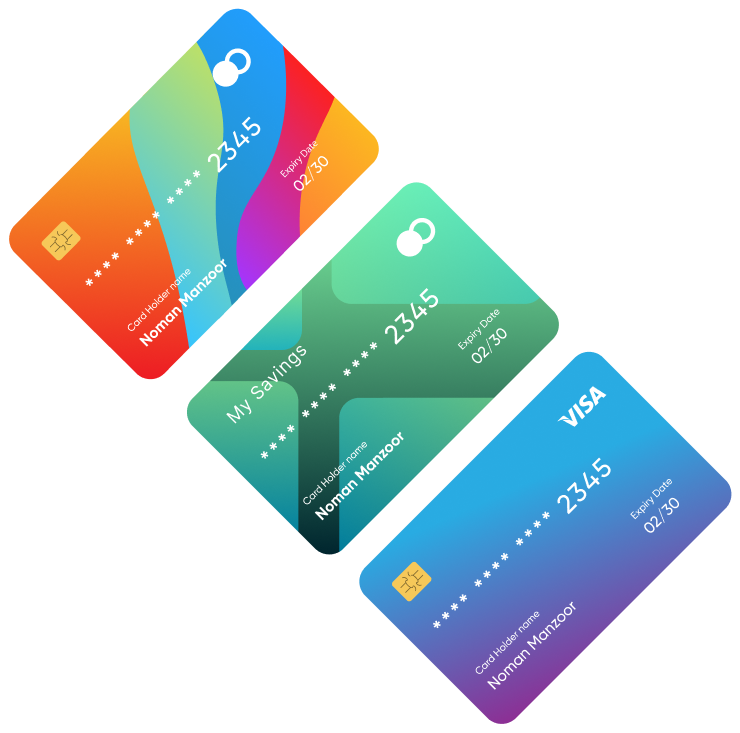 **** **** **** 2345
Expiry Date
02/30
Card Holder name
Noman Manzoor
My Savings
**** **** **** 2345
Expiry Date
02/30
Card Holder name
Noman Manzoor
VISA
**** **** **** 2345
Expiry Date
02/30
Card Holder name
Noman Manzoor